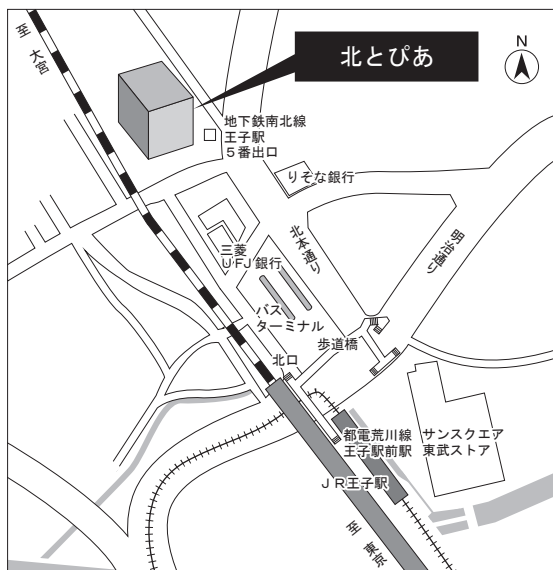 至
大宮
北とぴあ
N
地下鉄南北線
王子駅
5番出口
りそな銀行
北本通り
明治通り
三菱
UFJ銀行
バス
ターミナル
歩道橋
北口
都電荒川線
王子駅前駅
サンスクエア
東武ストア
JR王子駅
至
東京